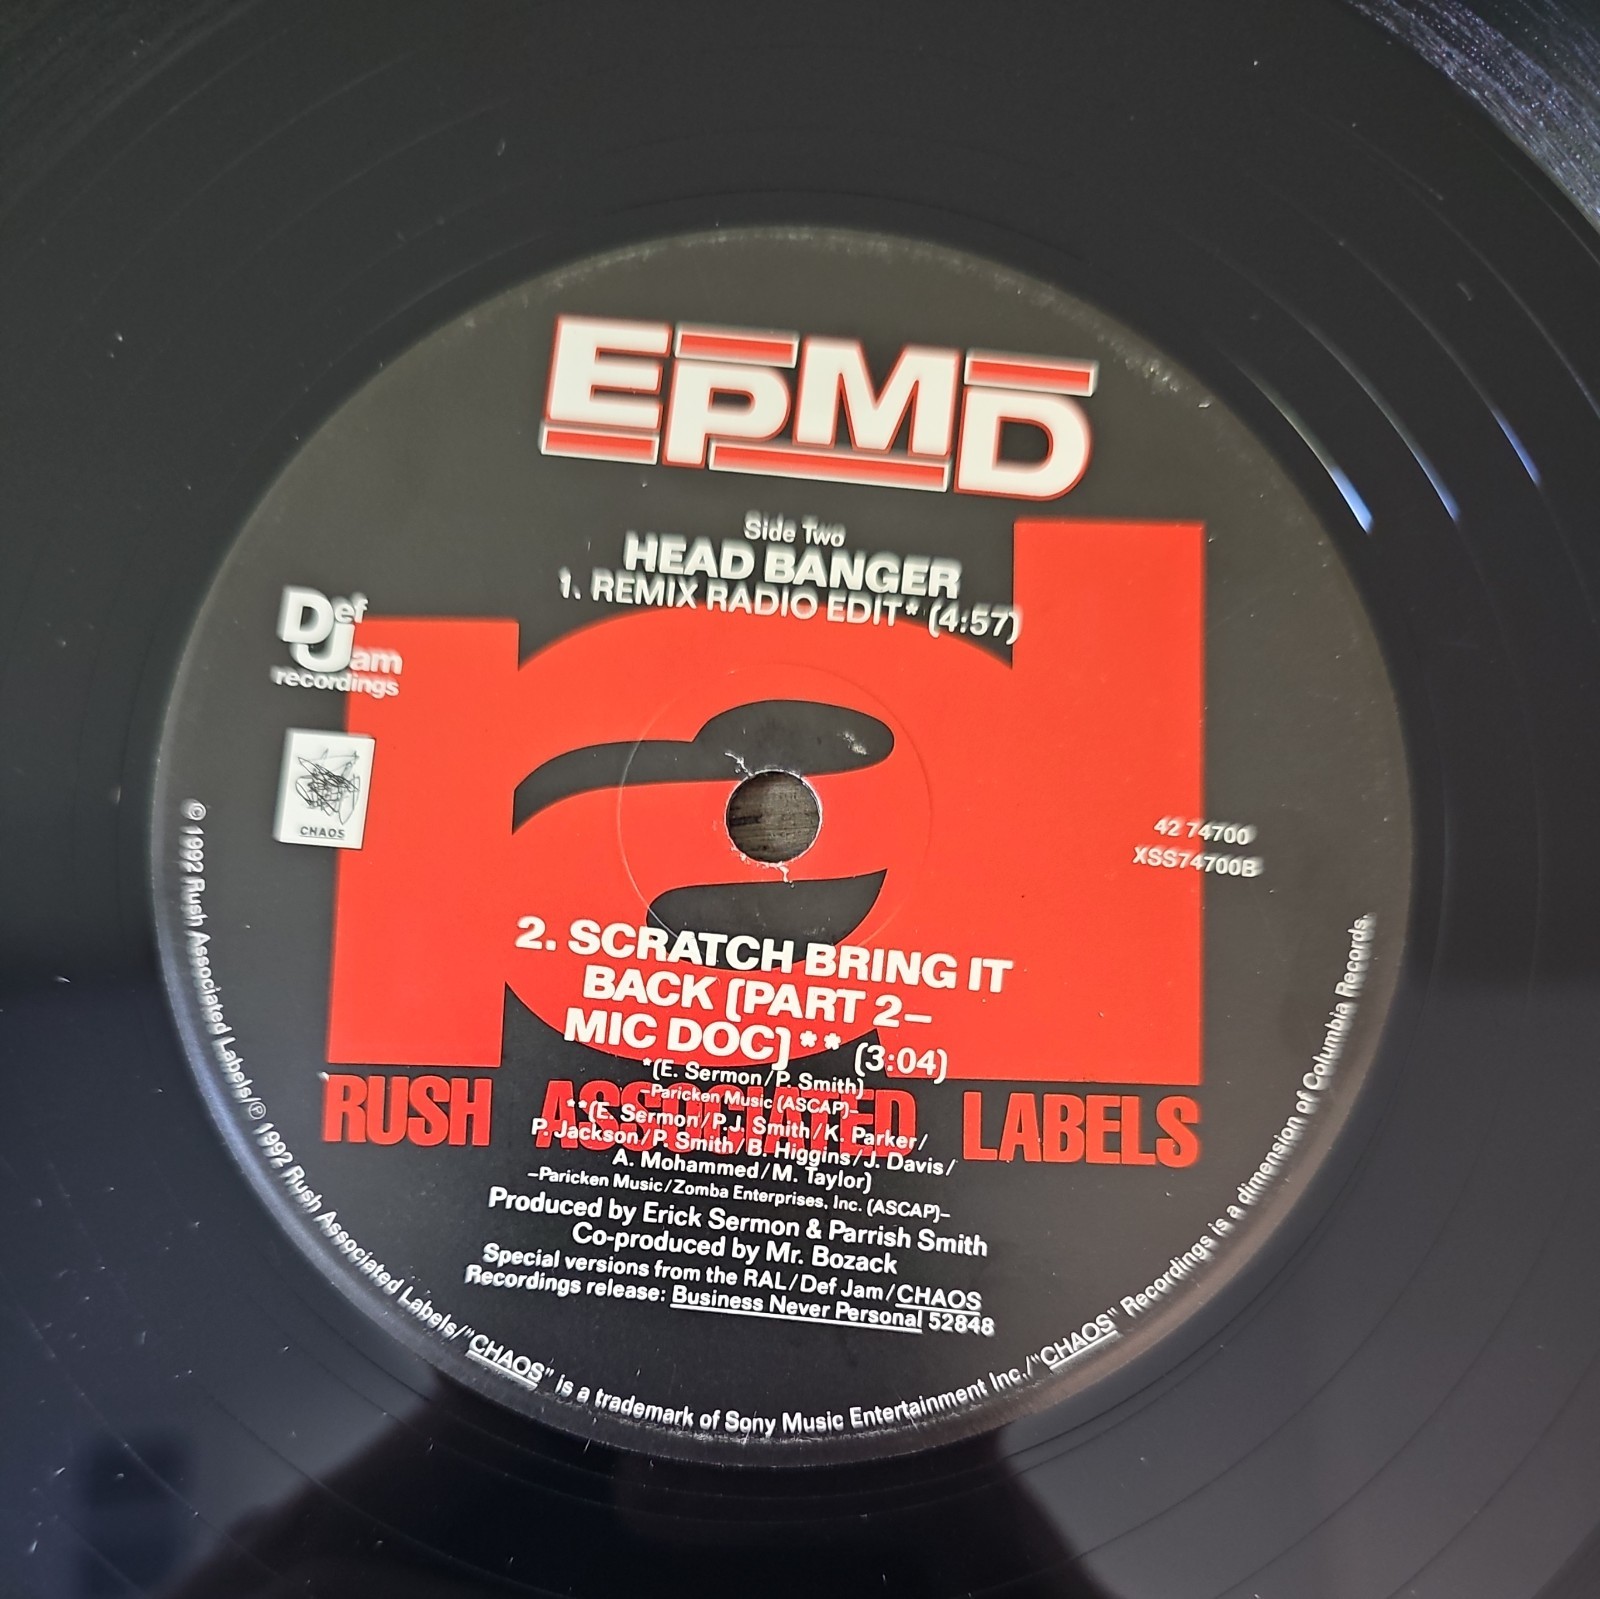 EPMD
Side Two
HEAD BANGER
1. REMIX RADIO EDIT* (4:57)
Def
Jam
recordings
CHAOS
42 74700
XSS74700B
2. SCRATCH BRING IT
BACK (PART 2–
MIC DOC)** (3:04)
*(E. Sermon/P. Smith)
–Paricken Music (ASCAP)–
**(E. Sermon/P.J. Smith/K. Parker/
P. Jackson/P. Smith/B. Higgins/J. Davis/
A. Mohammed/M. Taylor)
–Paricken Music/Zomba Enterprises, Inc. (ASCAP)–
ral
RUSH ASSOCIATED LABELS
Produced by Erick Sermon & Parrish Smith
Co-produced by Mr. Bozack
Special versions from the RAL/Def Jam/CHAOS
Recordings release: Business Never Personal 52848
© 1992 Rush Associated Labels/℗ 1992 Rush Associated Labels/"CHAOS" is a trademark of Sony Music Entertainment Inc./"CHAOS" Recordings is a dimension of Columbia Records.